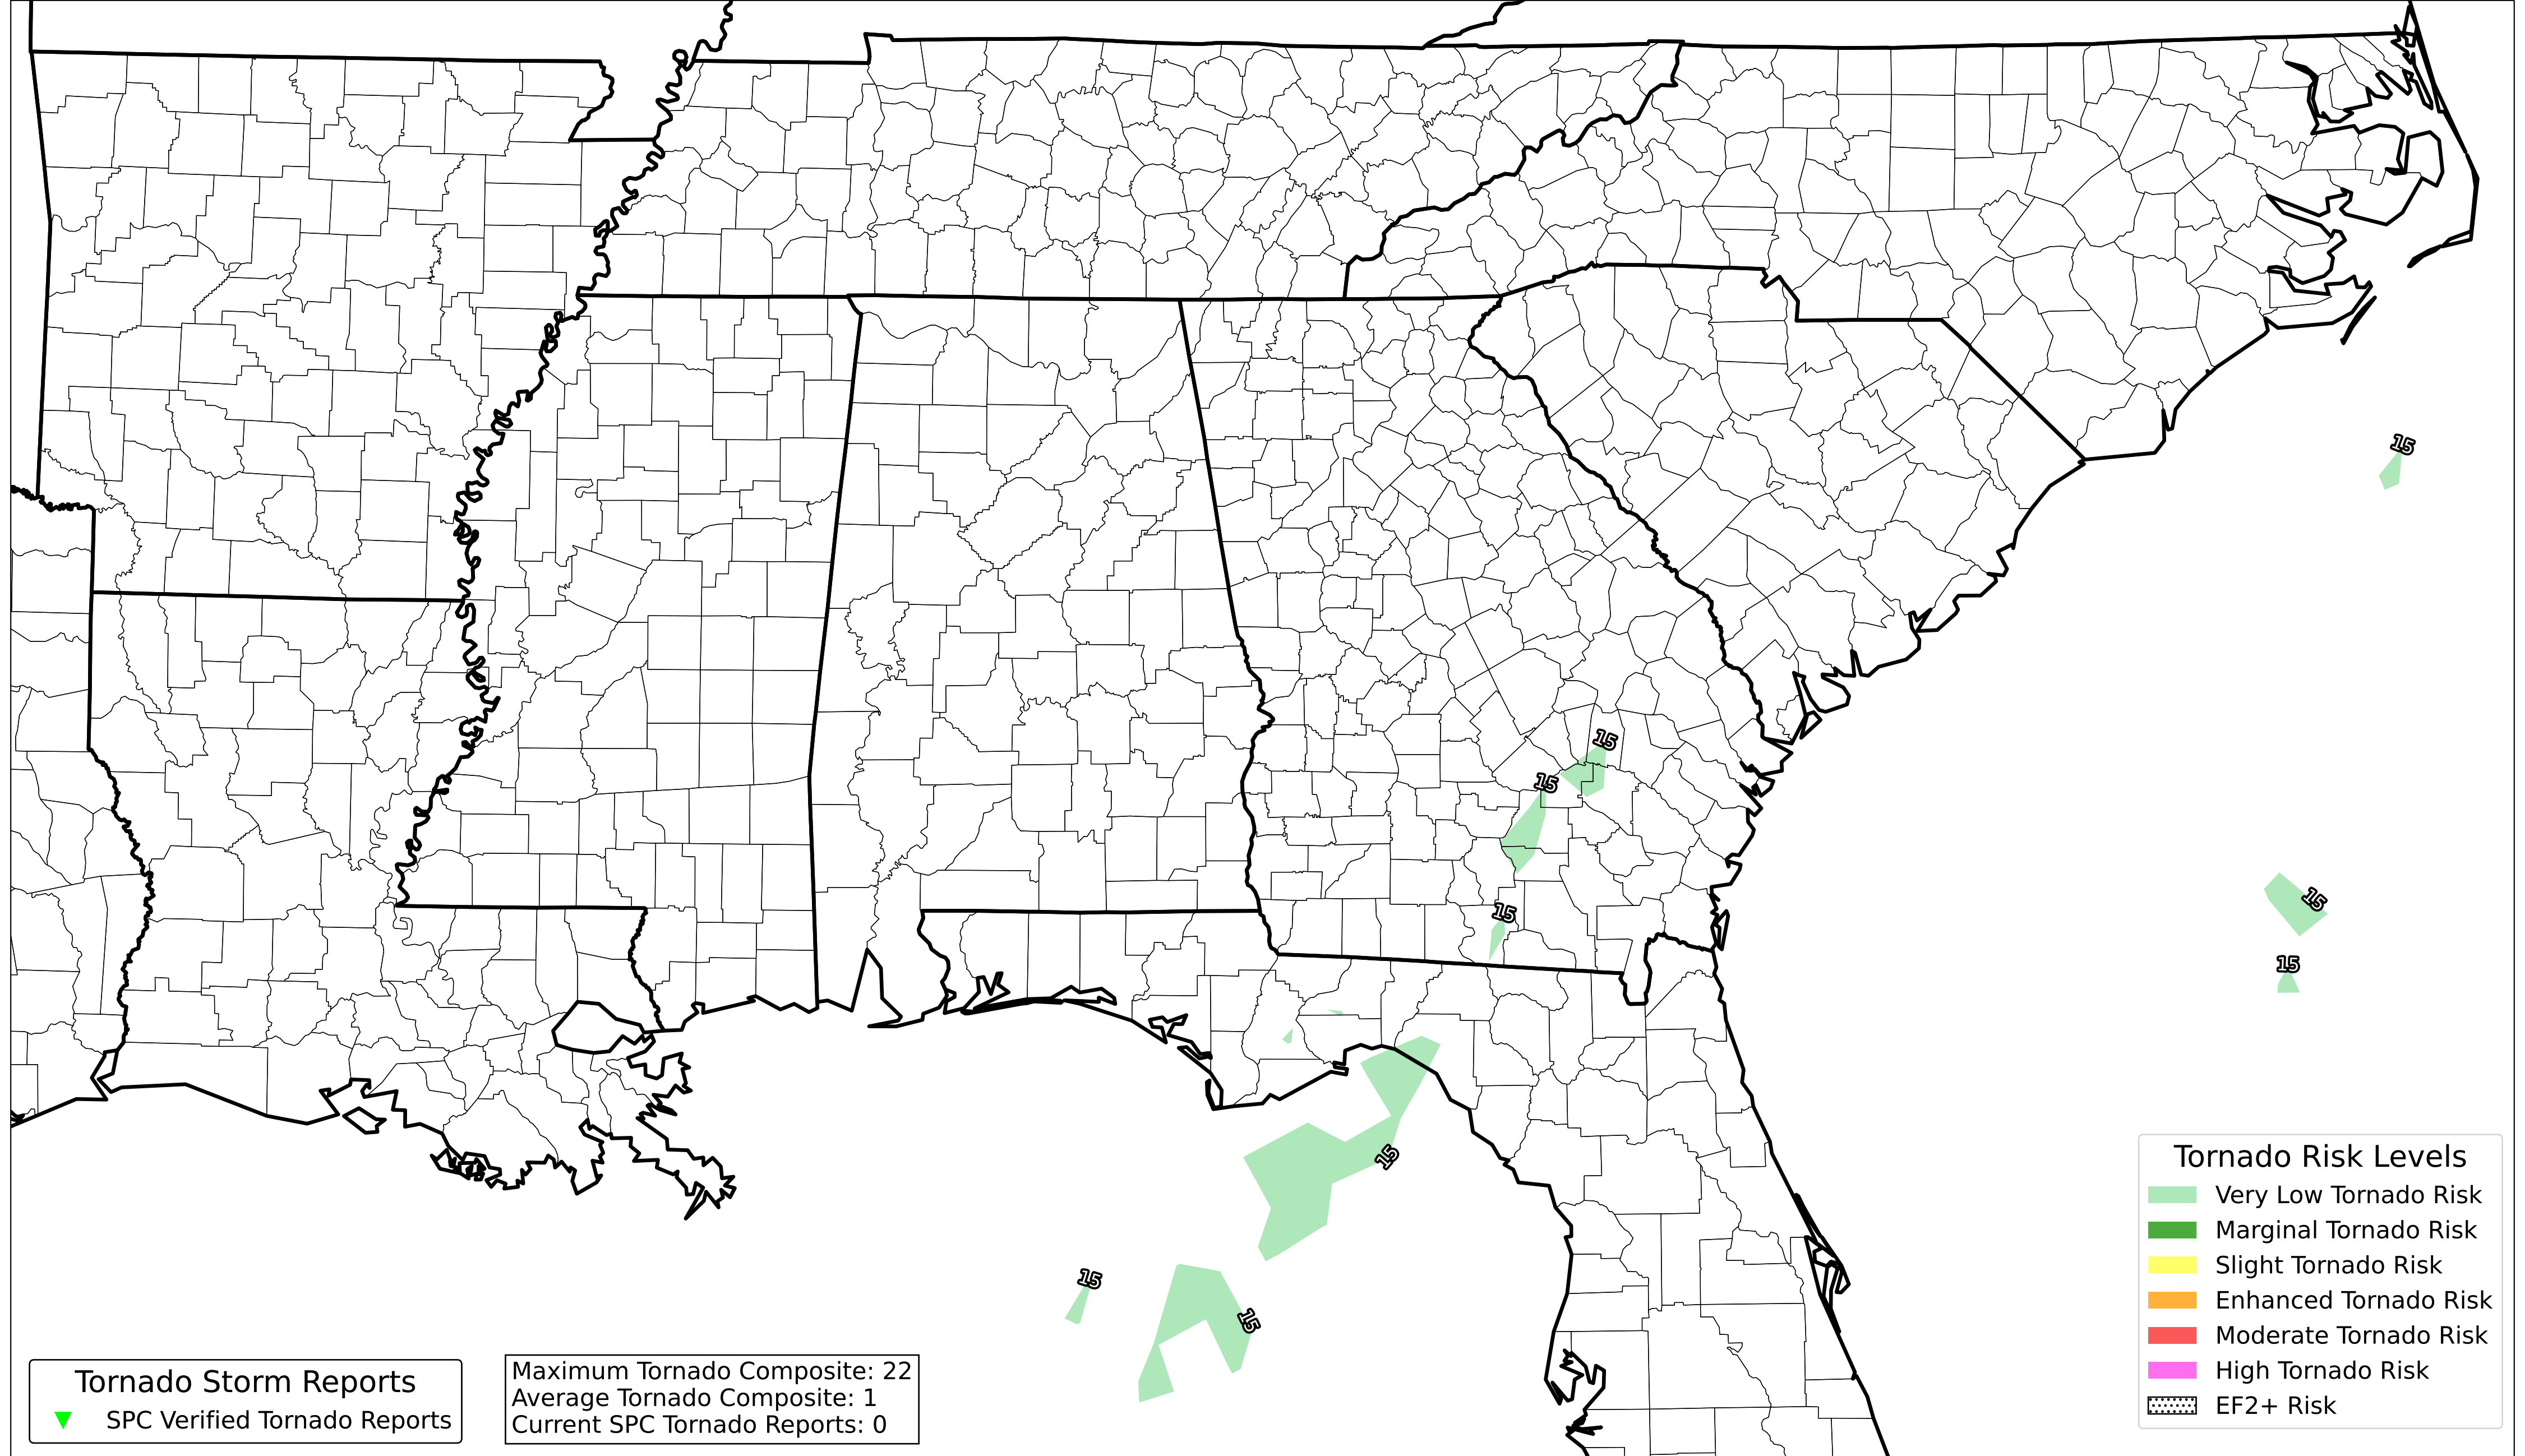 15
15
15
15
15
15
15
15
15
Tornado Risk Levels
Very Low Tornado Risk
Marginal Tornado Risk
Slight Tornado Risk
Enhanced Tornado Risk
Moderate Tornado Risk
High Tornado Risk
EF2+ Risk
Tornado Storm Reports
SPC Verified Tornado Reports
Maximum Tornado Composite: 22
Average Tornado Composite: 1
Current SPC Tornado Reports: 0